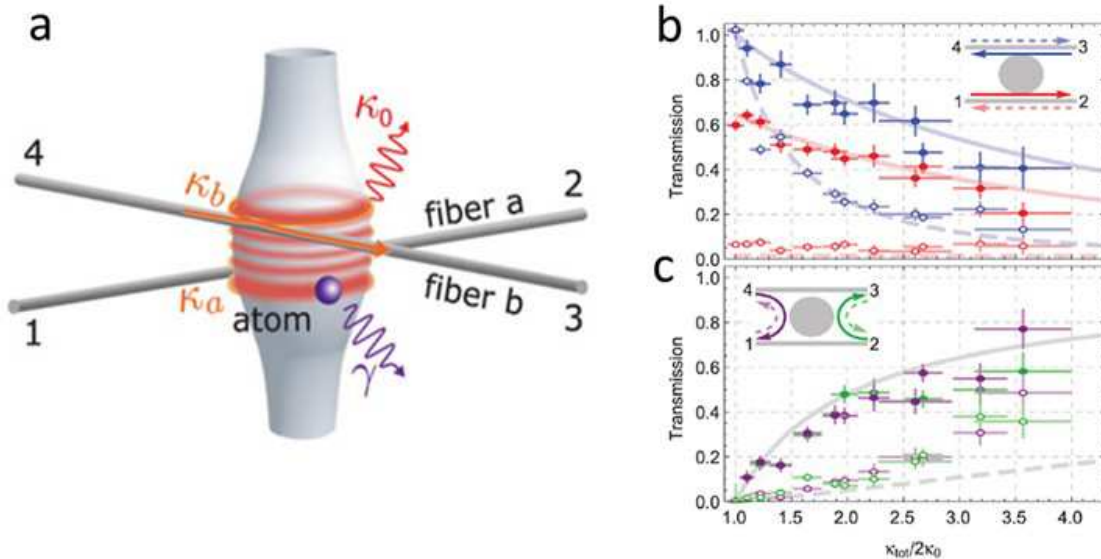 a
4
κb
κ0
2
fiber a
κa
atom
fiber b
1
3
γ
b
Transmission
1.0
0.8
0.6
0.4
0.2
0.0
4 3
1 2
c
Transmission
1.0
0.8
0.6
0.4
0.2
0.0
4 3
1 2
1.0 1.5 2.0 2.5 3.0 3.5 4.0
κtot/2κ0